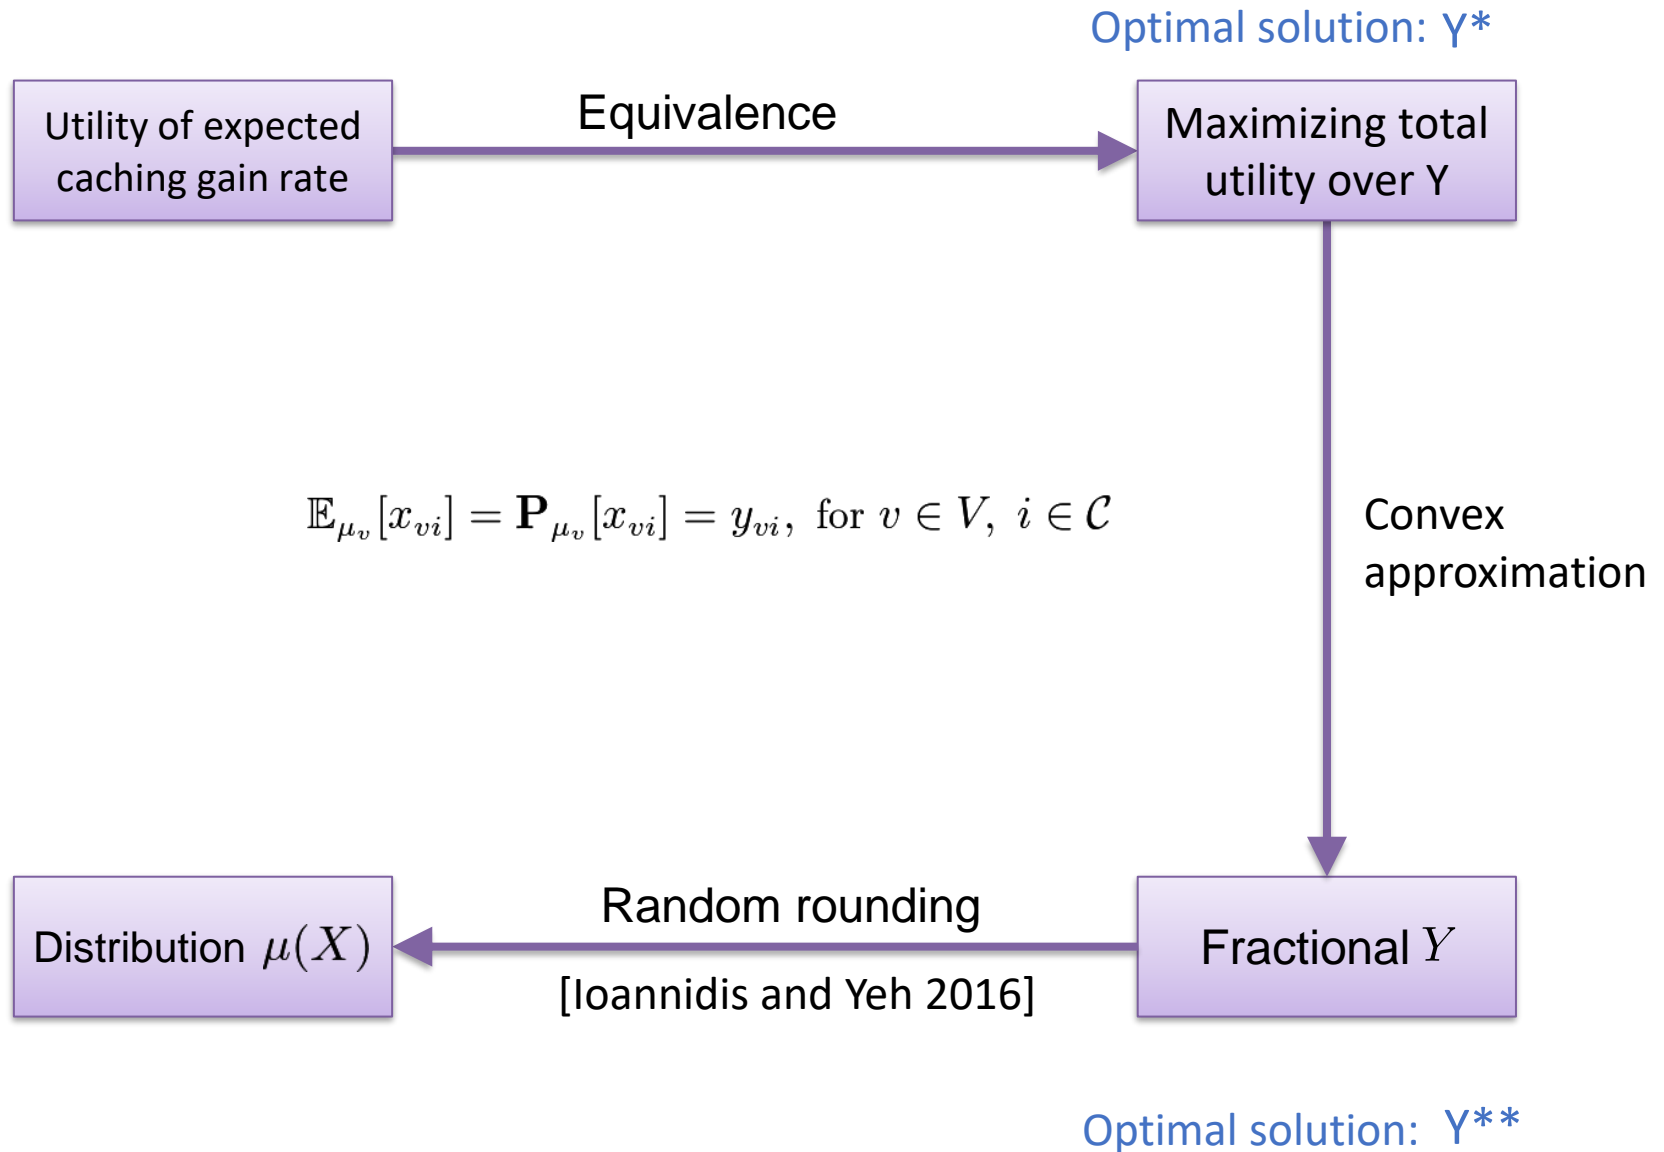 Optimal solution: Y*
Utility of expected
caching gain rate
Equivalence
Maximizing total
utility over Y
𝔼_{μ_v}[x_{vi}] = 𝐏_{μ_v}[x_{vi}] = y_{vi}, for v ∈ V, i ∈ 𝒞
Convex
approximation
Distribution μ(X)
Random rounding
[Ioannidis and Yeh 2016]
Fractional Y
Optimal solution: Y**